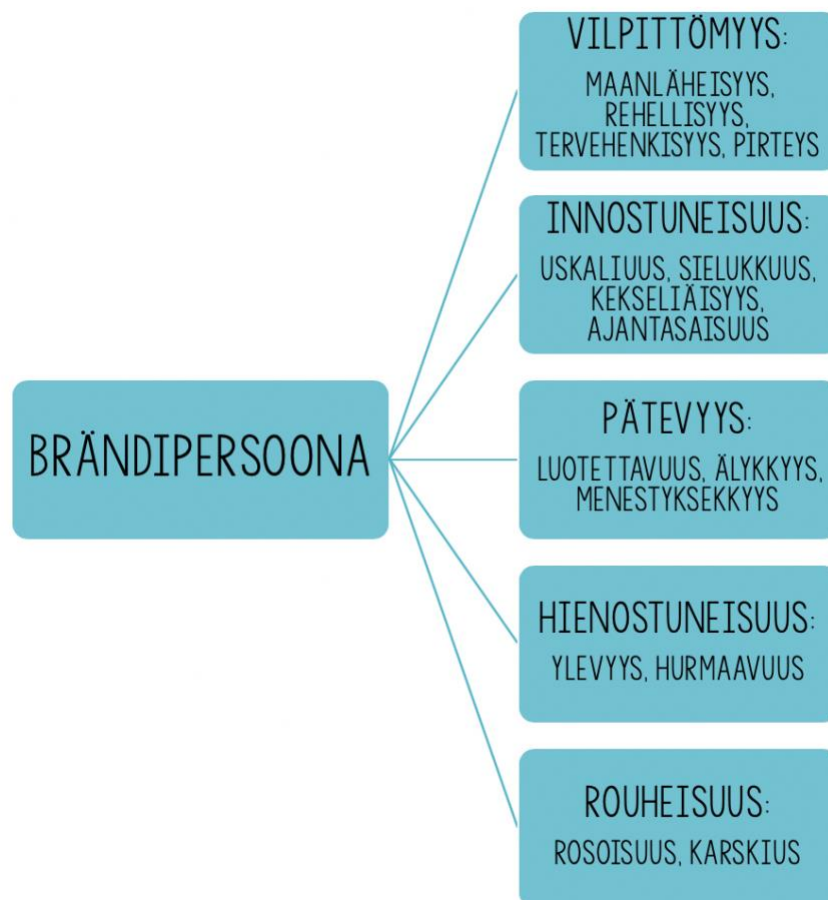 VILPITTÖMYYS:
MAANLÄHEISYYS,
REHELLISYYS,
TERVEHENKISYYS, PIRTEYS
INNOSTUNEISUUS:
USKALIUUS, SIELUKKUUS,
KEKSELIÄISYYS,
AJANTASAISUUS
BRÄNDIPERSOONA
PÄTEVYYS:
LUOTETTAVUUS, ÄLYKKYYS,
MENESTYKSEKKYYS
HIENOSTUNEISUUS:
YLEVYYS, HURMAAVUUS
ROUHEISUUS:
ROSOISUUS, KARSKIUS